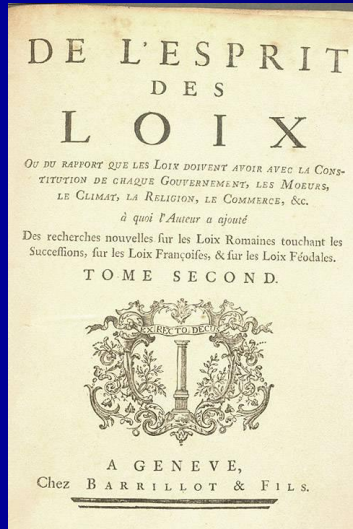 DE L'ESPRIT
DES
LOIX
OU DU RAPPORT QUE LES LOIX DOIVENT AVOIR AVEC LA CONS-
TITUTION DE CHAQUE GOUVERNEMENT, LES MOEURS,
LE CLIMAT, LA RELIGION, LE COMMERCE, &c.
à quoi l'Auteur a ajouté
Des recherches nouvelles sur les Loix Romaines touchant les
Successions, sur les Loix Françoises, & sur les Loix Féodales.
TOME SECOND.
EX RECTO DECUS
A GENEVE,
Chez BARRILLOT & FILS.